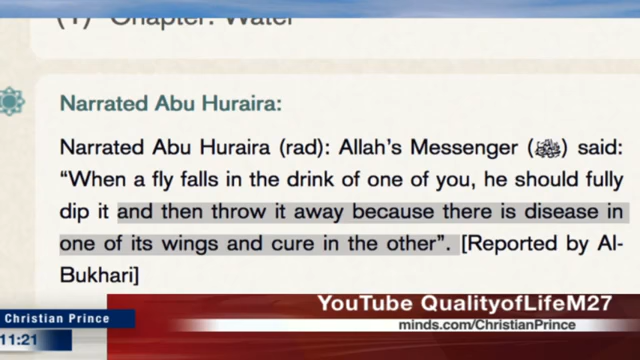 (1) Chapter: Water
Narrated Abu Huraira:
Narrated Abu Huraira (rad): Allah's Messenger (ﷺ) said:
"When a fly falls in the drink of one of you, he should fully
dip it and then throw it away because there is disease in
one of its wings and cure in the other". [Reported by Al-
Bukhari]
YouTube QualityofLifeM27
Christian Prince
minds.com/ChristianPrince
11:21